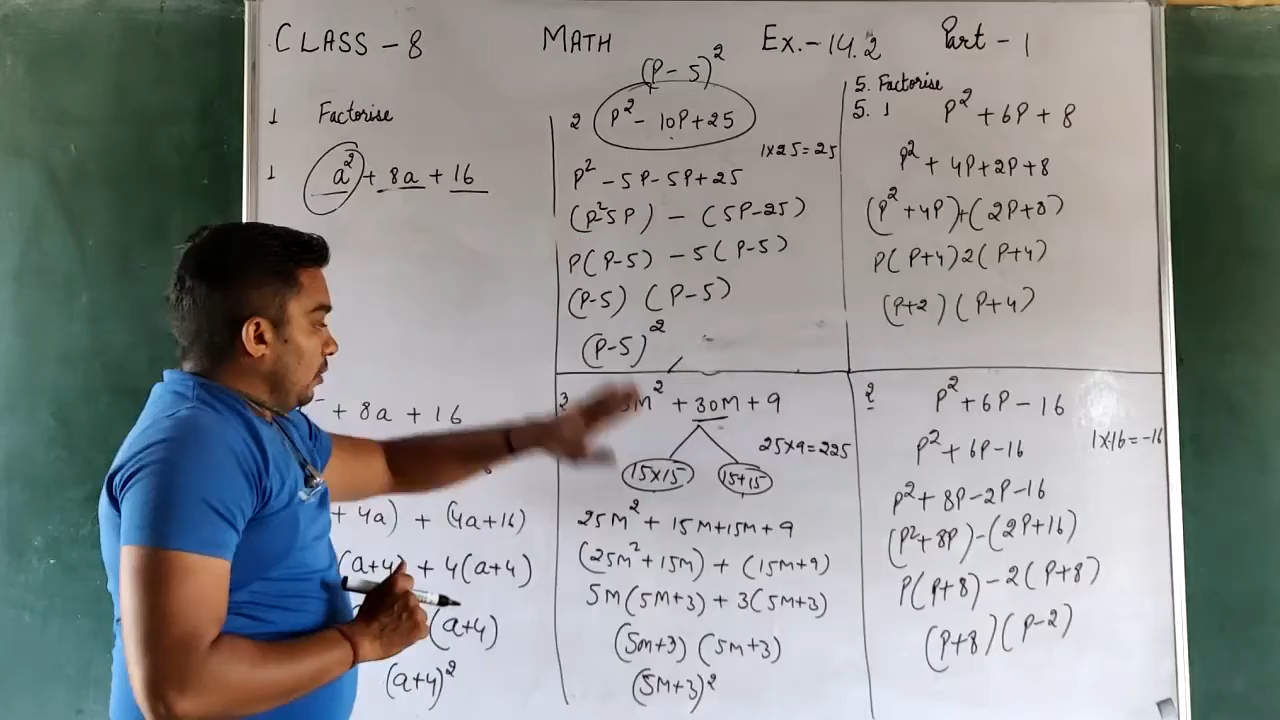 CLASS - 8 MATH Ex.- 14.2 Part - 1
1 Factorise
1 a² + 8a + 16
+ 8a + 16
+ 4a) + (4a+16)
(a+4) + 4(a+4)
(a+4)
(a+4)²
(P-5)²
2 P² - 10P+25
1x25=25
P² - 5P-5P+25
(P²5P) - (5P-25)
P(P-5) - 5(P-5)
(P-5) (P-5)
(P-5)²
3 M² + 30M + 9
25x9=225
15x15 15+15
25M² + 15M+15M+9
(25M²+15M) + (15M+9)
5M(5M+3) + 3(5M+3)
(5M+3) (5M+3)
(5M+3)²
5. Factorise
5. 1 P² + 6P + 8
P² + 4P+2P+8
(P²+4P)+(2P+8)
P(P+4)2(P+4)
(P+2) (P+4)
2 P² + 6P - 16
1x16=-16
P² + 6P-16
P² + 8P-2P-16
(P²+8P)-(2P+16)
P(P+8)-2(P+8)
(P+8)(P-2)